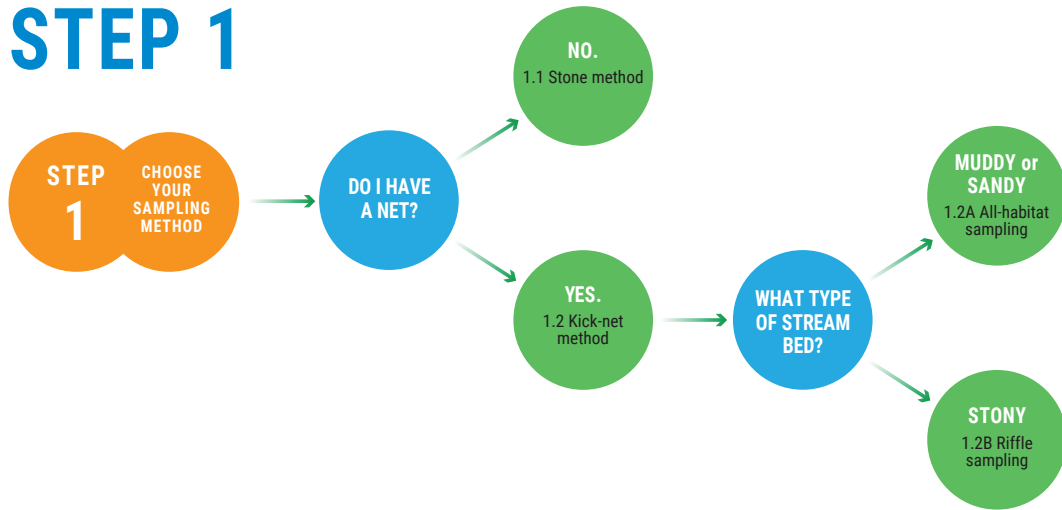 STEP 1
STEP
1
CHOOSE
YOUR
SAMPLING
METHOD
DO I HAVE
A NET?
NO.
1.1 Stone method
YES.
1.2 Kick-net
method
WHAT TYPE
OF STREAM
BED?
MUDDY or
SANDY
1.2A All-habitat
sampling
STONY
1.2B Riffle
sampling